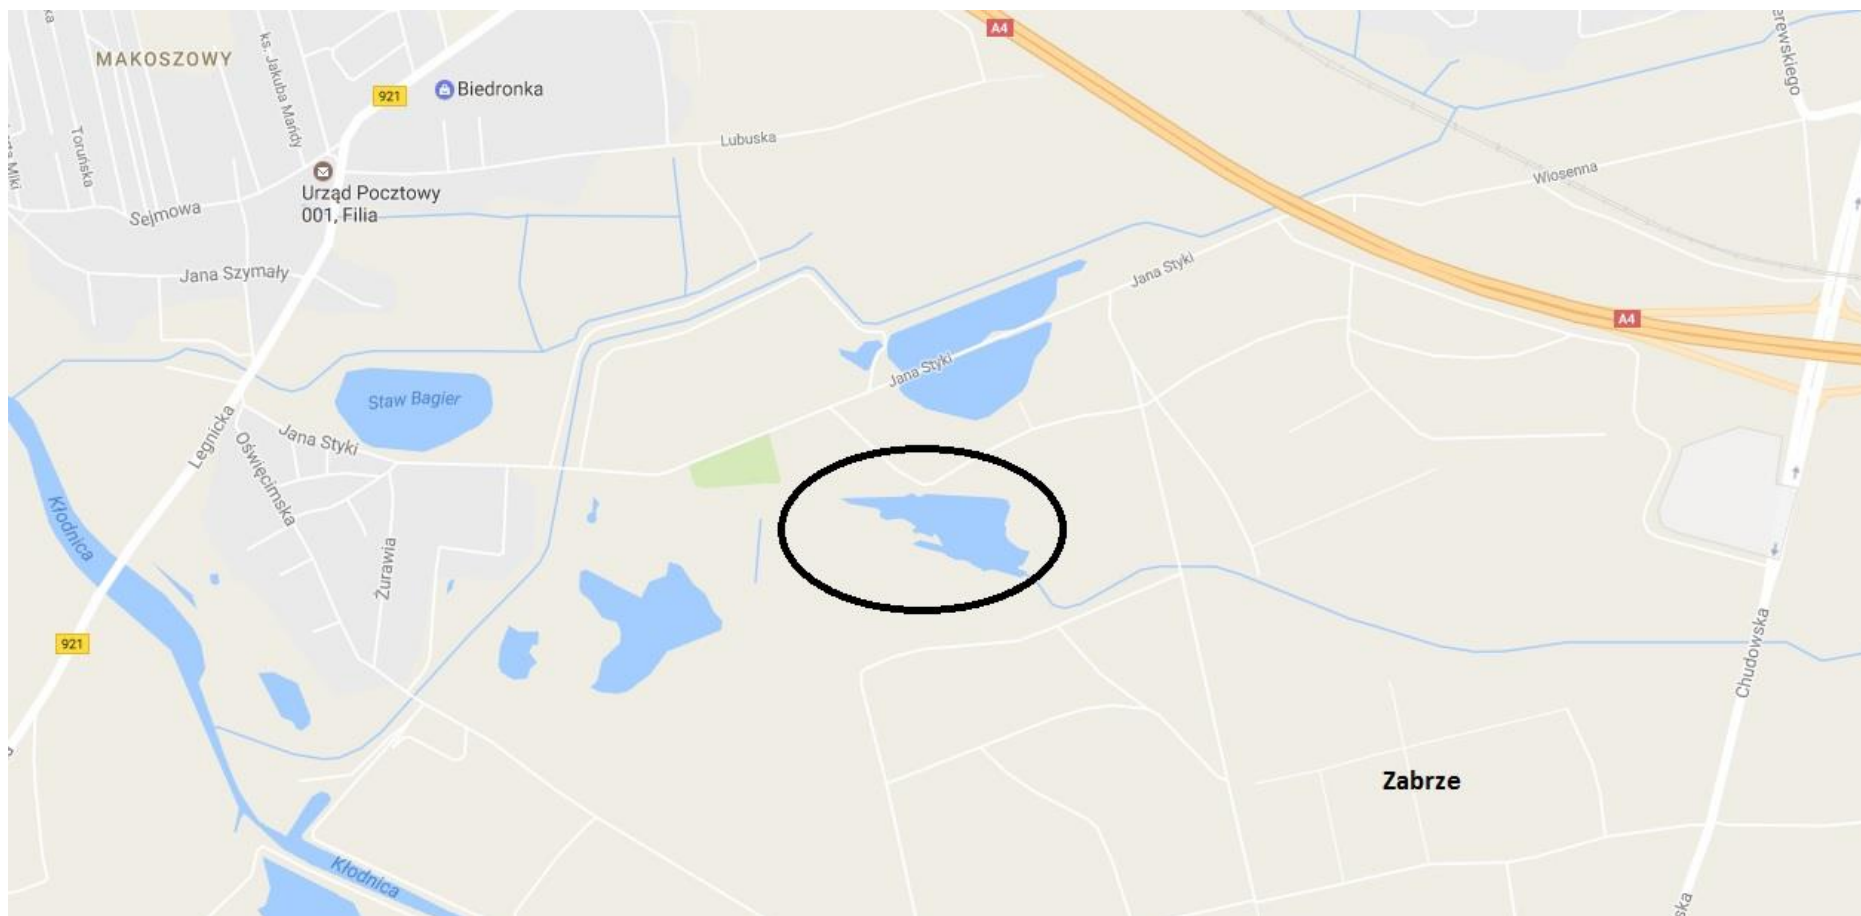 MAKOSZOWY
ks. Jakuba Mańdy
921
Biedronka
A4
Toruńska
Lubuska
Urząd Pocztowy
001, Filia
Sejmowa
Wiosenna
Jana Szymały
Jana Styki
A4
Jana Styki
Staw Bagier
Legnicka
Jana Styki
Oświęcimska
Kłodnica
Żurawia
921
Chudowska
Zabrze
Kłodnica